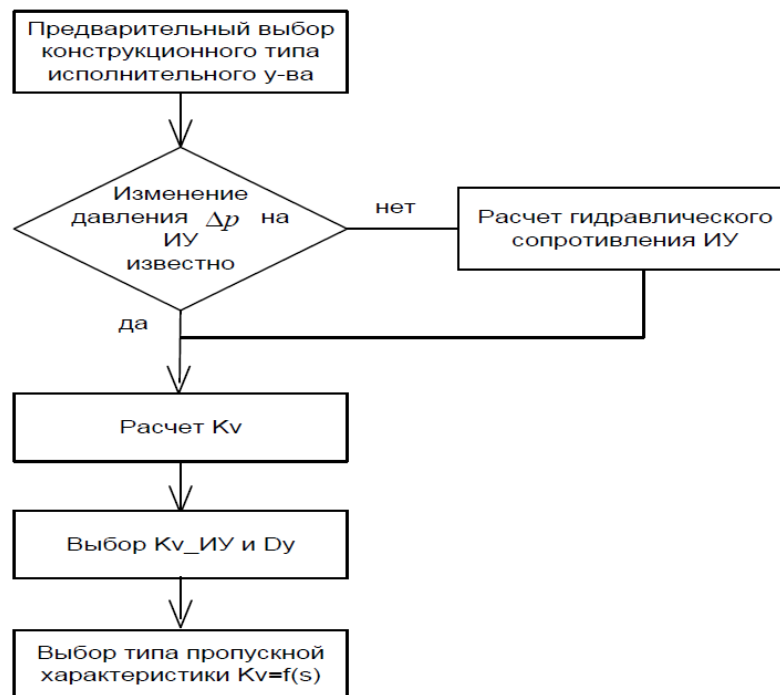 Предварительный выбор
конструкционного типа
исполнительного у-ва
Изменение
давления Δp на
ИУ
известно
нет
Расчет гидравлического
сопротивления ИУ
да
Расчет Kv
Выбор Kv_ИУ и Dy
Выбор типа пропускной
характеристики Kv=f(s)